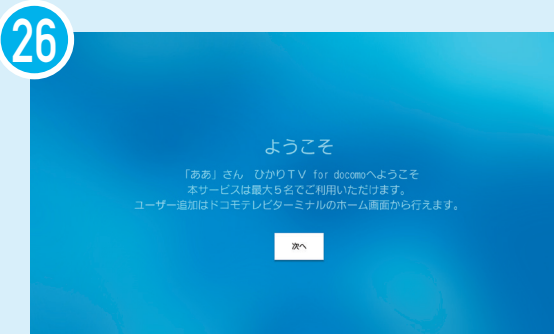 26
ようこそ
「ああ」さん　ひかりＴＶ for docomoへようこそ
本サービスは最大５名でご利用いただけます。
ユーザー追加はドコモテレビターミナルのホーム画面から行えます。
次へ